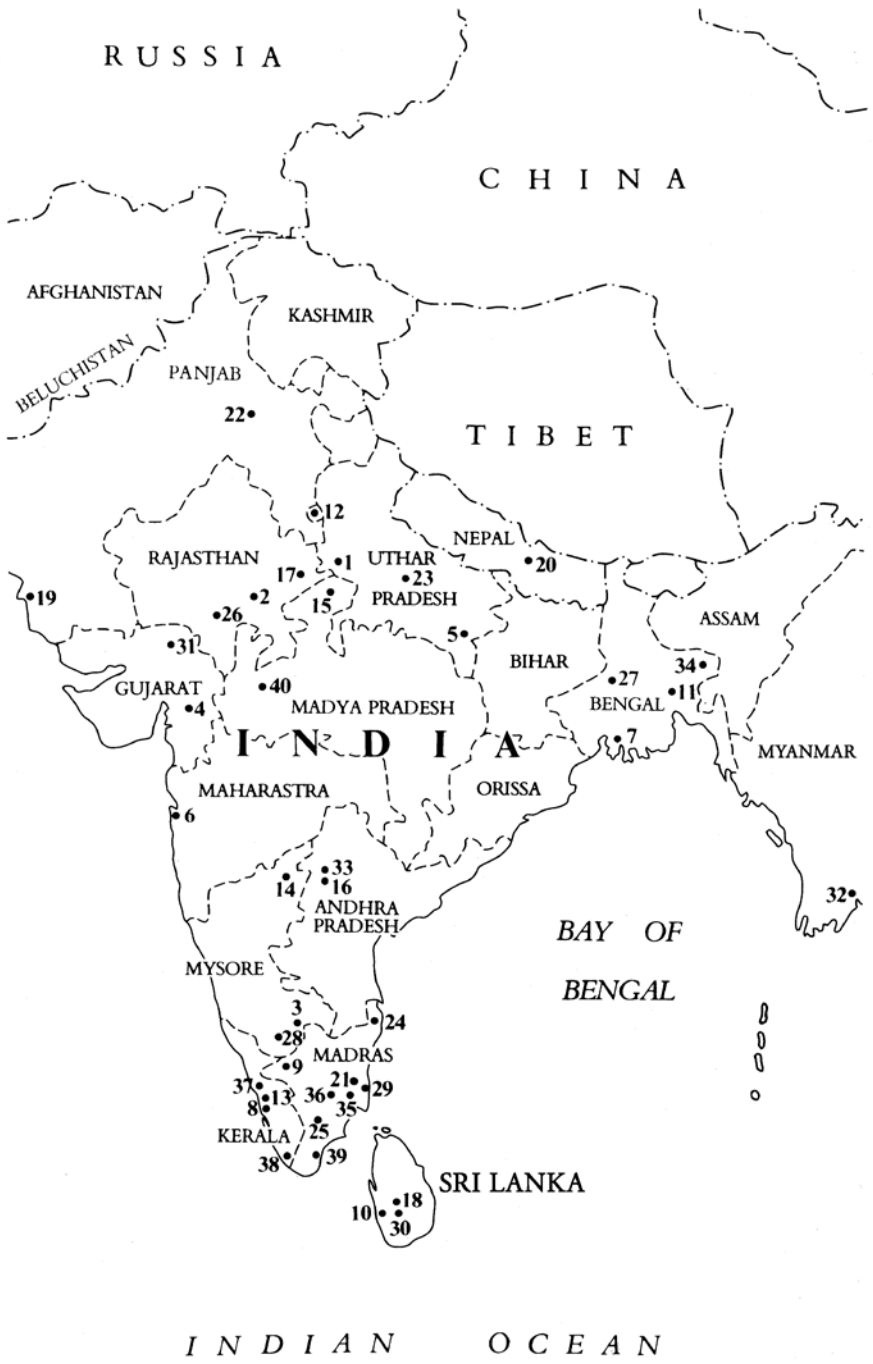 RUSSIA
CHINA
AFGHANISTAN
KASHMIR
BELUCHISTAN
PANJAB
22
TIBET
12
NEPAL
RAJASTHAN
1
UTHAR
20
17
23
19
2
15
PRADESH
26
ASSAM
5
31
BIHAR
34
27
GUJARAT
40
11
4
MADYA PRADESH
BENGAL
INDIA
7
MYANMAR
MAHARASTRA
ORISSA
6
33
14
16
32
ANDHRA
PRADESH
BAY OF
BENGAL
MYSORE
3
24
28
MADRAS
9
21
37
29
13
36
35
8
25
KERALA
38
39
SRI LANKA
18
10
30
INDIAN OCEAN